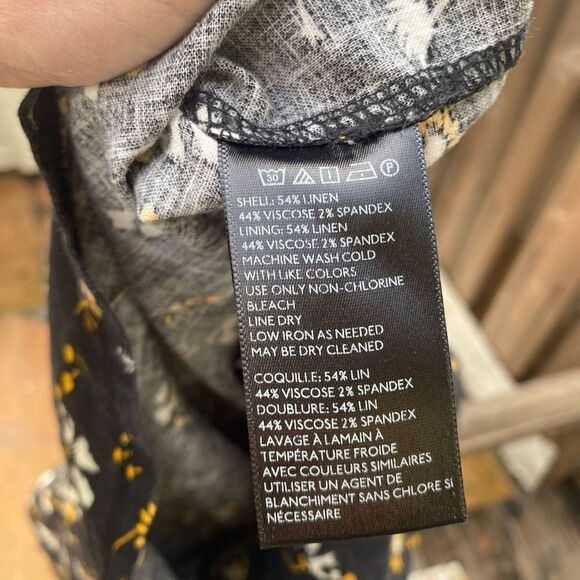 30 P
SHELL: 54% LINEN
44% VISCOSE 2% SPANDEX
LINING: 54% LINEN
44% VISCOSE 2% SPANDEX
MACHINE WASH COLD
WITH LIKE COLORS
USE ONLY NON-CHLORINE
BLEACH
LINE DRY
LOW IRON AS NEEDED
MAY BE DRY CLEANED
COQUILLE: 54% LIN
44% VISCOSE 2% SPANDEX
DOUBLURE: 54% LIN
44% VISCOSE 2% SPANDEX
LAVAGE À LAMAIN À
TEMPÉRATURE FROIDE
AVEC COULEURS SIMILAIRES
UTILISER UN AGENT DE
BLANCHIMENT SANS CHLORE SI
NÉCESSAIRE